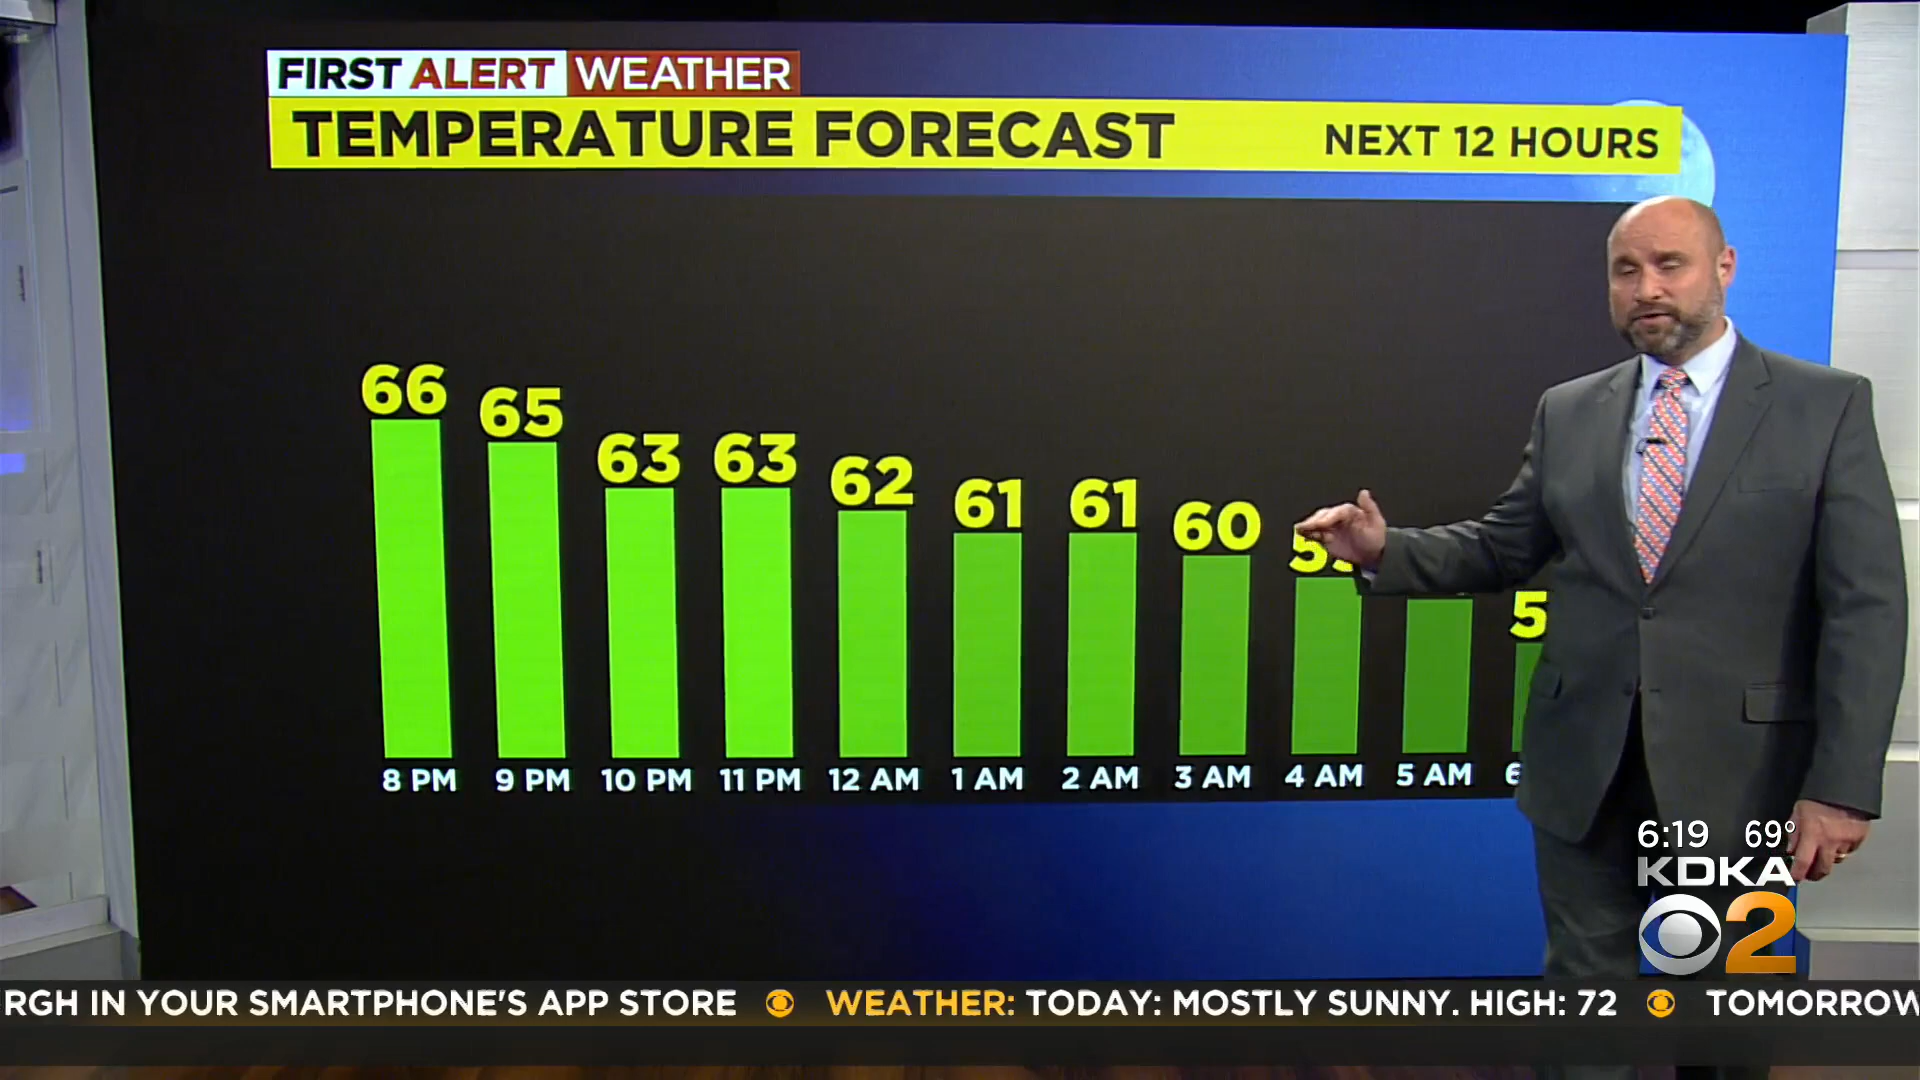 FIRST ALERT WEATHER
TEMPERATURE FORECAST NEXT 12 HOURS
66 65 63 63 62 61 61 60
8 PM 9 PM 10 PM 11 PM 12 AM 1 AM 2 AM 3 AM 4 AM 5 AM
6:19 69°
KDKA
2
IN YOUR SMARTPHONE'S APP STORE WEATHER: TODAY: MOSTLY SUNNY. HIGH: 72 TOMORROW